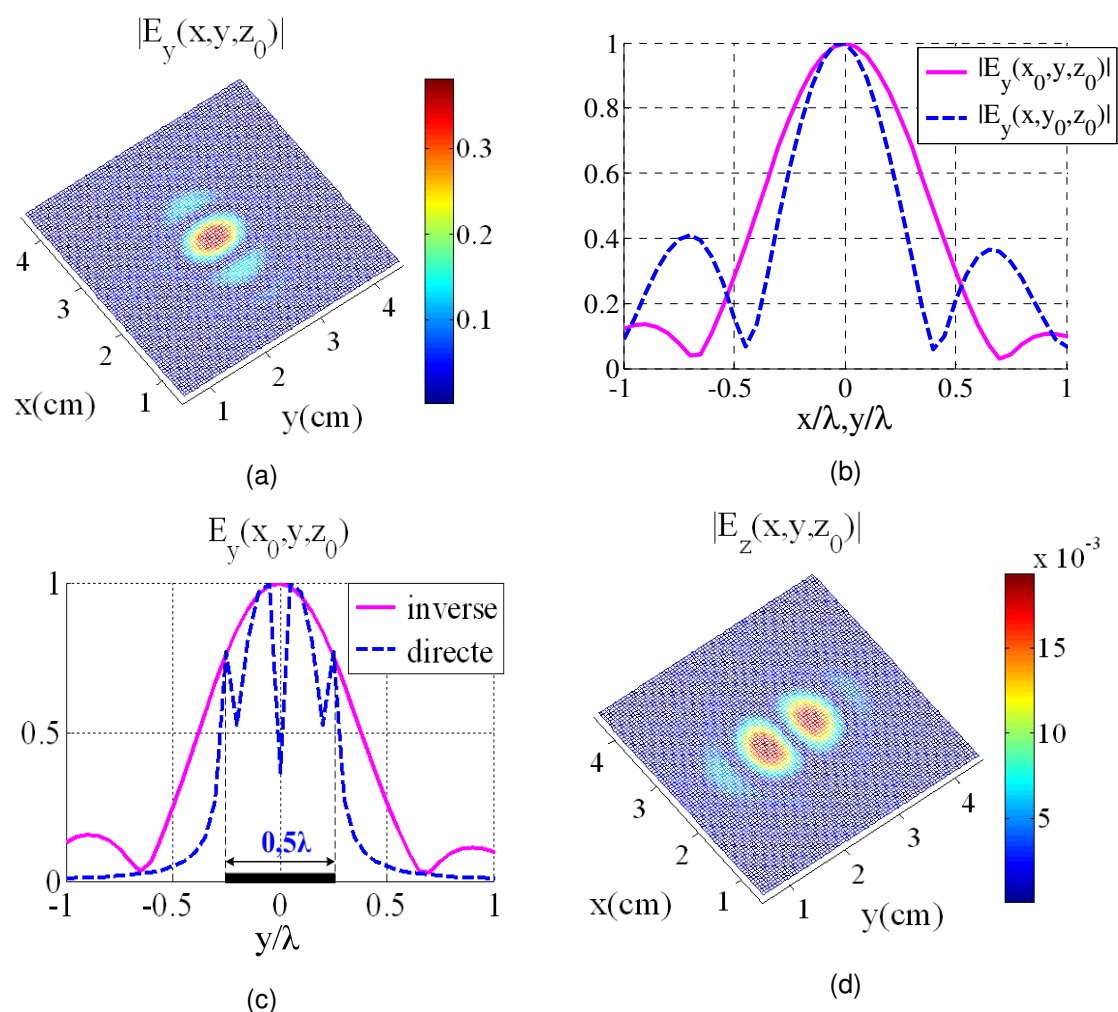 |E_y(x,y,z_0)|
0.3
0.2
0.1
4
3
2
1
x(cm)
1
2
3
4
y(cm)
(a)
1
0.8
0.6
0.4
0.2
0
-1
-0.5
0
0.5
1
x/λ,y/λ
|E_y(x_0,y,z_0)|
|E_y(x,y_0,z_0)|
(b)
E_y(x_0,y,z_0)
1
0.5
0
inverse
directe
0,5λ
-1
-0.5
0
0.5
1
y/λ
(c)
|E_z(x,y,z_0)|
x 10^-3
15
10
5
4
3
2
1
x(cm)
1
2
3
4
y(cm)
(d)